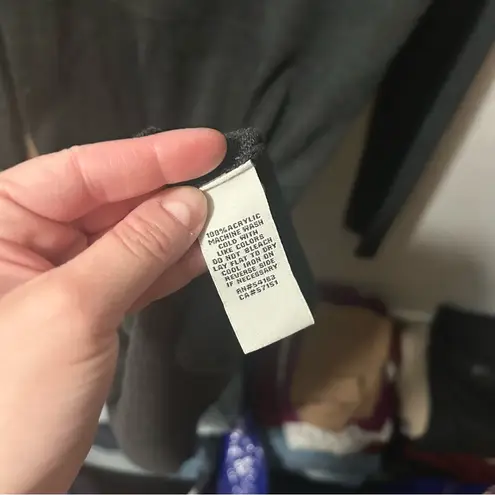 100% ACRYLIC
MACHINE WASH
COLD WITH
LIKE COLORS
DO NOT BLEACH
LAY FLAT TO DRY
COOL IRON ON
REVERSE SIDE
IF NECESSARY
RN#54163
CA#57151